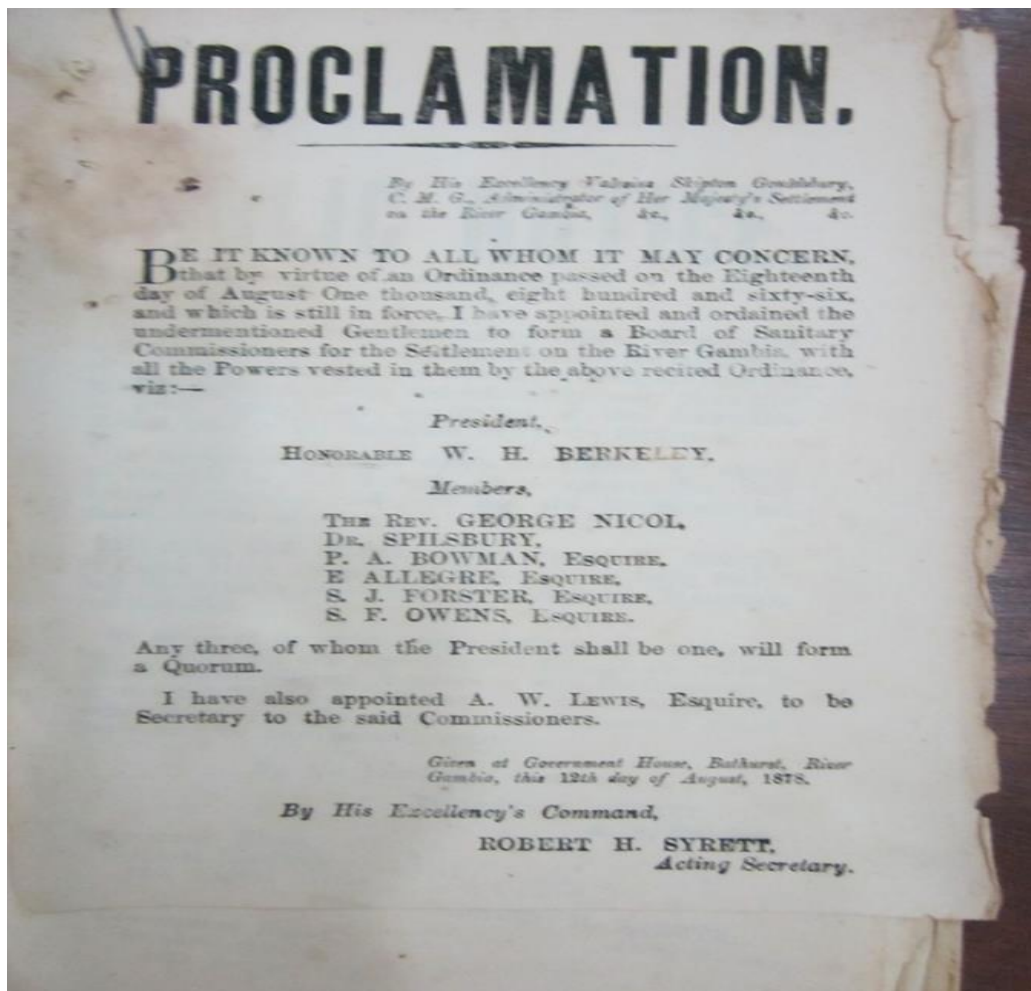 PROCLAMATION.
By His Excellency Valesius Skipton Gouldsbury,
C. M. G., Administrator of Her Majesty's Settlement
on the River Gambia, &c., &c., &c.
BE IT KNOWN TO ALL WHOM IT MAY CONCERN,
that by virtue of an Ordinance passed on the Eighteenth
day of August One thousand, eight hundred and sixty-six,
and which is still in force, I have appointed and ordained the
undermentioned Gentlemen to form a Board of Sanitary
Commissioners for the Settlement on the River Gambia, with
all the Powers vested in them by the above recited Ordinance,
viz:—
President,
HONORABLE W. H. BERKELEY.
Members,
THE REV. GEORGE NICOL,
DR. SPILSBURY,
P. A. BOWMAN, ESQUIRE,
E ALLEGRE, ESQUIRE,
S. J. FORSTER, ESQUIRE,
S. F. OWENS, ESQUIRE.
Any three, of whom the President shall be one, will form
a Quorum.
I have also appointed A. W. LEWIS, Esquire, to be
Secretary to the said Commissioners.
Given at Government House, Bathurst, River
Gambia, this 12th day of August, 1878.
By His Excellency's Command,
ROBERT H. SYRETT,
Acting Secretary.